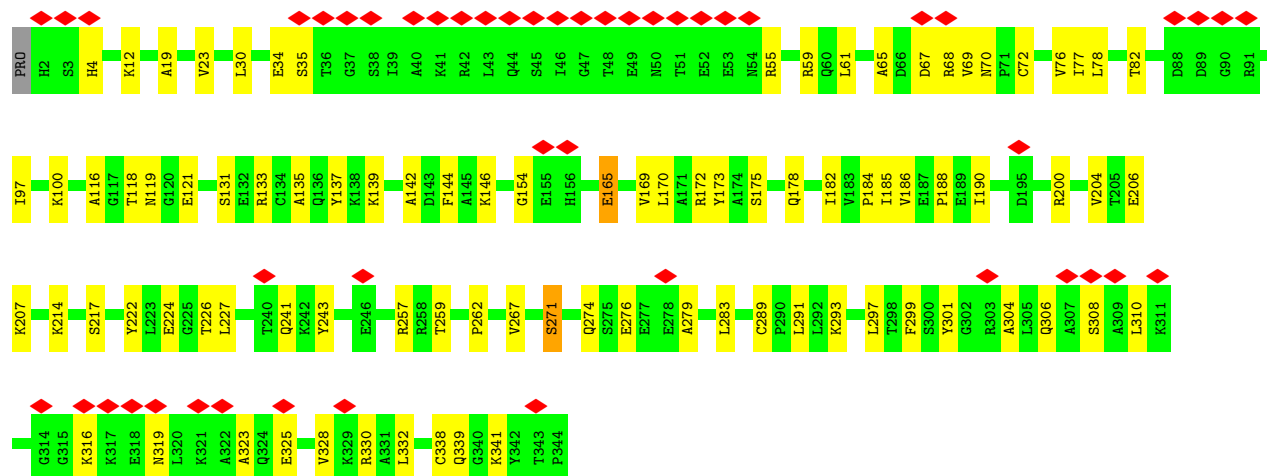 PRO H2 S3 H4 K12 A19 V23 L30 E34 S35 T36 G37 S38 I39 A40 K41 R42 L43 Q44 S45 I46 G47 T48 E49 N50 T51 E52 E53 N54 R55 R59 Q60 L61 A65 D66 D67 R68 V69 N70 P71 C72 V76 I77 L78 T82 D88 D89 G90 R91
I97 K100 A116 G117 T118 N119 G120 E121 S131 E132 R133 C134 A135 Q136 Y137 K138 K139 A142 D143 F144 A145 K146 G154 E155 H156 E165 V169 L170 A171 R172 Y173 A174 S175 Q178 I182 V183 P184 I185 V186 E187 P188 E189 I190 D195 R200 V204 T205 E206
K207 K214 S217 Y222 L223 E224 G225 T226 L227 T240 Q241 K242 Y243 E246 R257 R258 T259 P262 V267 S271 Q274 S275 E276 E277 E278 A279 L283 C289 P290 L291 L292 K293 L297 T298 F299 S300 Y301 G302 R303 A304 L305 Q306 A307 S308 A309 L310 K311
G314 G315 K316 K317 E318 N319 L320 K321 A322 A323 Q324 E325 V328 K329 R330 A331 L332 C338 Q339 G340 K341 Y342 T343 P344